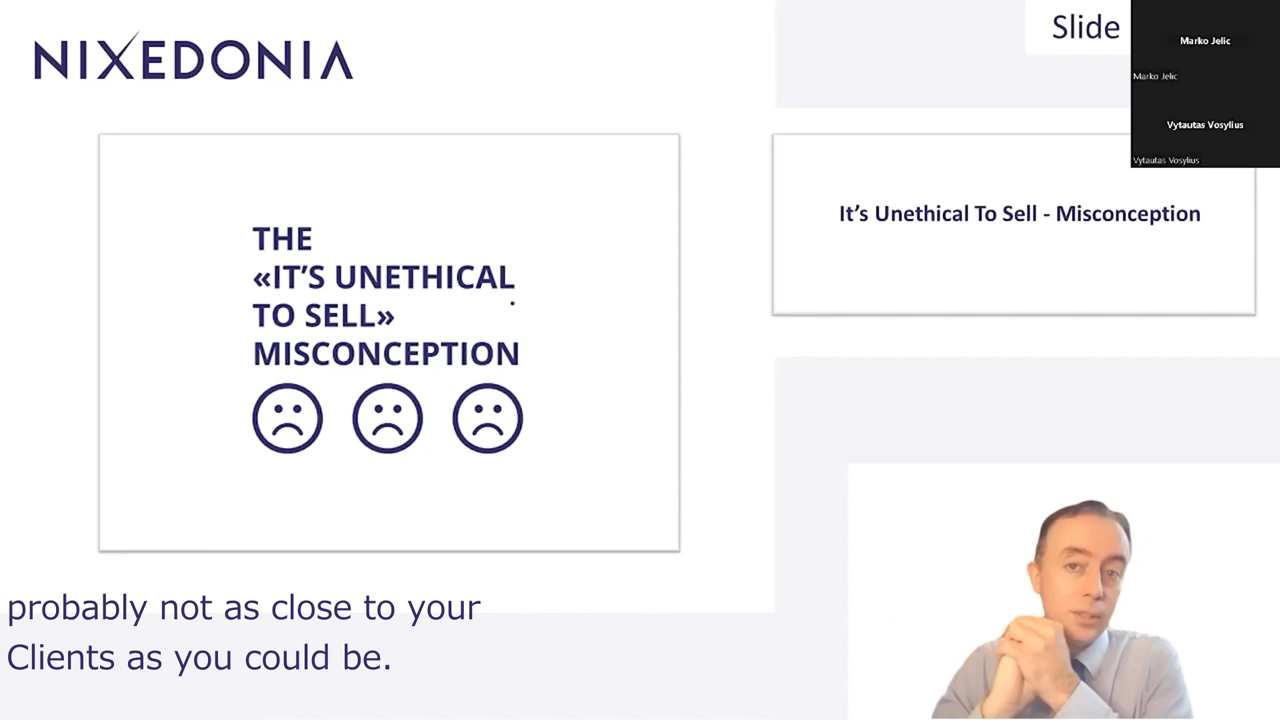 NIXEDONIA
Slide
Marko Jelic
Marko Jelic
Vytautas Vosylius
Vytautas Vosylius
THE
«IT’S UNETHICAL
TO SELL»
MISCONCEPTION
It’s Unethical To Sell - Misconception
probably not as close to your
Clients as you could be.